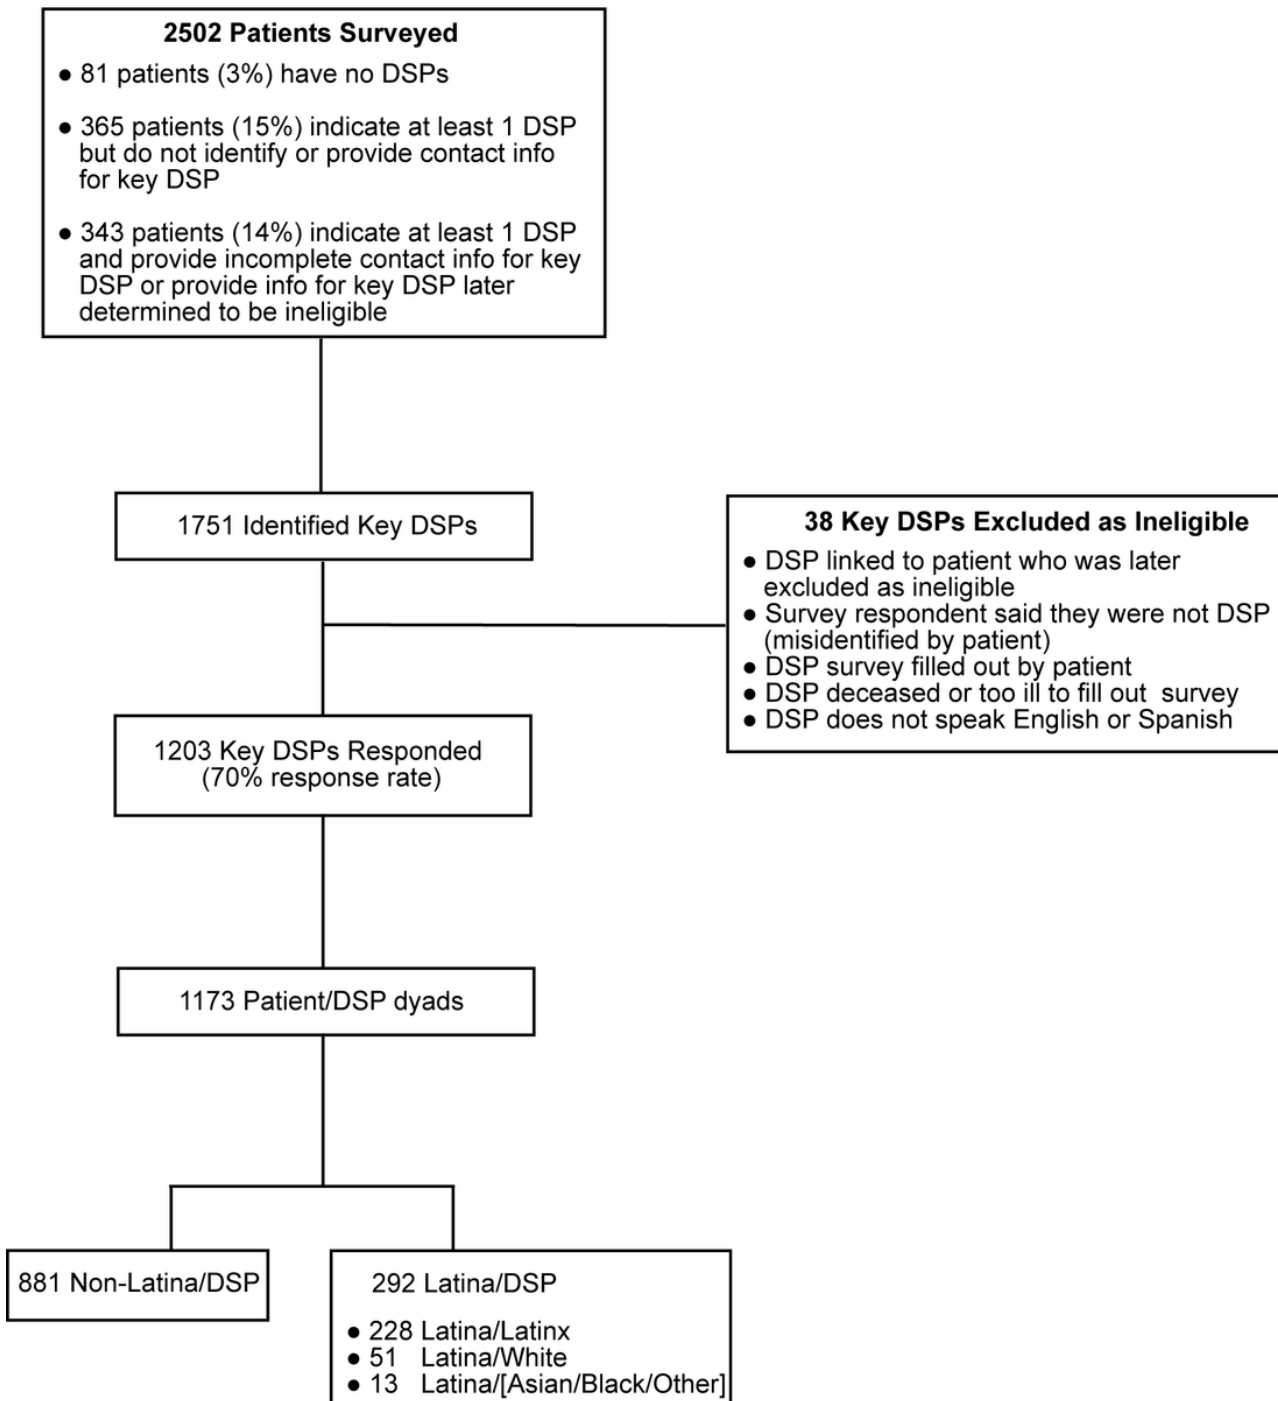 2502 Patients Surveyed
● 81 patients (3%) have no DSPs
● 365 patients (15%) indicate at least 1 DSP
but do not identify or provide contact info
for key DSP
● 343 patients (14%) indicate at least 1 DSP
and provide incomplete contact info for key
DSP or provide info for key DSP later
determined to be ineligible
1751 Identified Key DSPs
38 Key DSPs Excluded as Ineligible
● DSP linked to patient who was later
excluded as ineligible
● Survey respondent said they were not DSP
(misidentified by patient)
● DSP survey filled out by patient
● DSP deceased or too ill to fill out survey
● DSP does not speak English or Spanish
1203 Key DSPs Responded
(70% response rate)
1173 Patient/DSP dyads
881 Non-Latina/DSP
292 Latina/DSP
● 228 Latina/Latinx
● 51 Latina/White
● 13 Latina/[Asian/Black/Other]